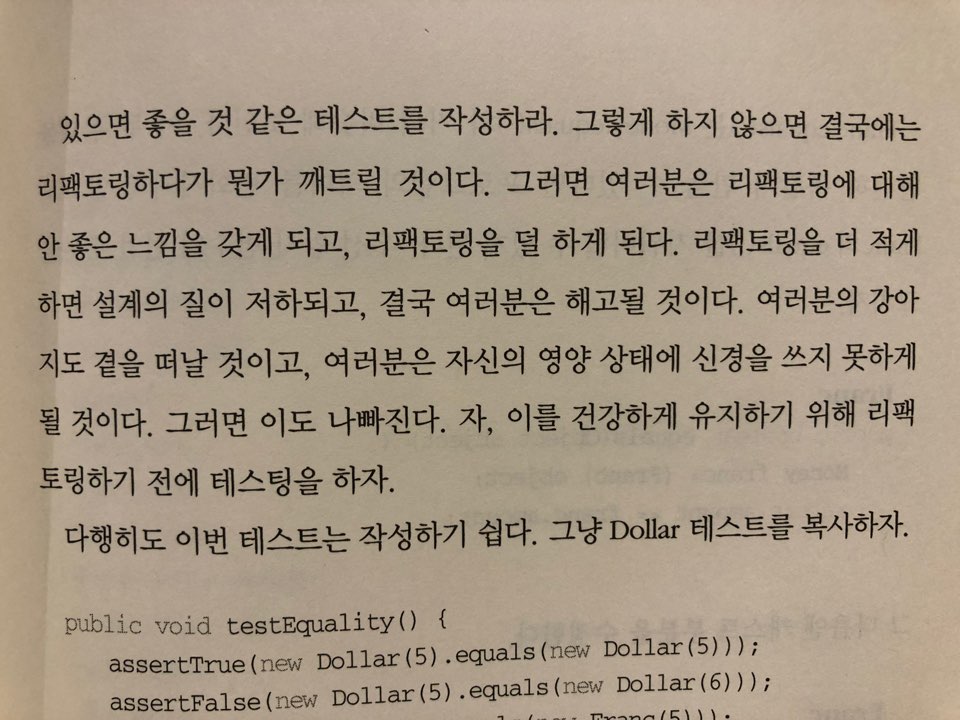 있으면 좋을 것 같은 테스트를 작성하라. 그렇게 하지 않으면 결국에는
리팩토링하다가 뭔가 깨트릴 것이다. 그러면 여러분은 리팩토링에 대해
안 좋은 느낌을 갖게 되고, 리팩토링을 덜 하게 된다. 리팩토링을 더 적게
하면 설계의 질이 저하되고, 결국 여러분은 해고될 것이다. 여러분의 강아
지도 곁을 떠날 것이고, 여러분은 자신의 영양 상태에 신경을 쓰지 못하게
될 것이다. 그러면 이도 나빠진다. 자, 이를 건강하게 유지하기 위해 리팩
토링하기 전에 테스팅을 하자.
다행히도 이번 테스트는 작성하기 쉽다. 그냥 Dollar 테스트를 복사하자.
public void testEquality() {
assertTrue(new Dollar(5).equals(new Dollar(5)));
assertFalse(new Dollar(5).equals(new Dollar(6)));
(new Franc(5)));